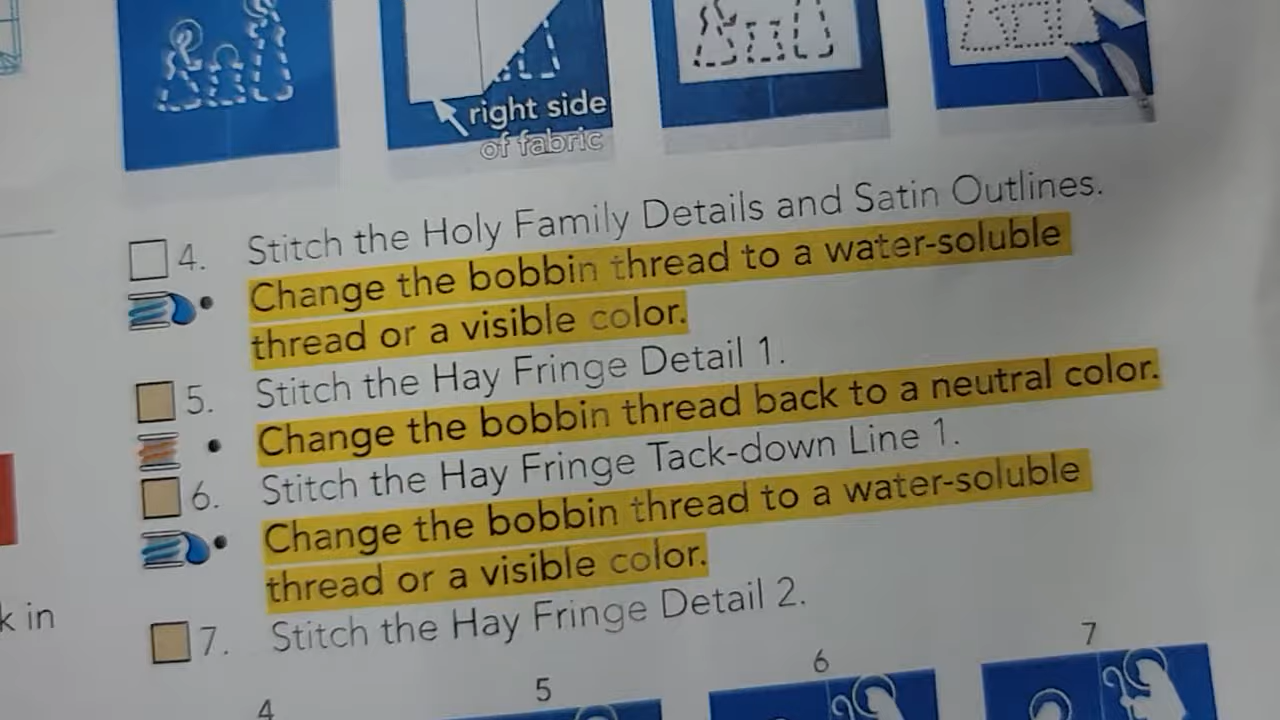 right side
of fabric
4. Stitch the Holy Family Details and Satin Outlines.
• Change the bobbin thread to a water-soluble
thread or a visible color.
5. Stitch the Hay Fringe Detail 1.
• Change the bobbin thread back to a neutral color.
6. Stitch the Hay Fringe Tack-down Line 1.
• Change the bobbin thread to a water-soluble
thread or a visible color.
k in
7. Stitch the Hay Fringe Detail 2.
4 5 6 7